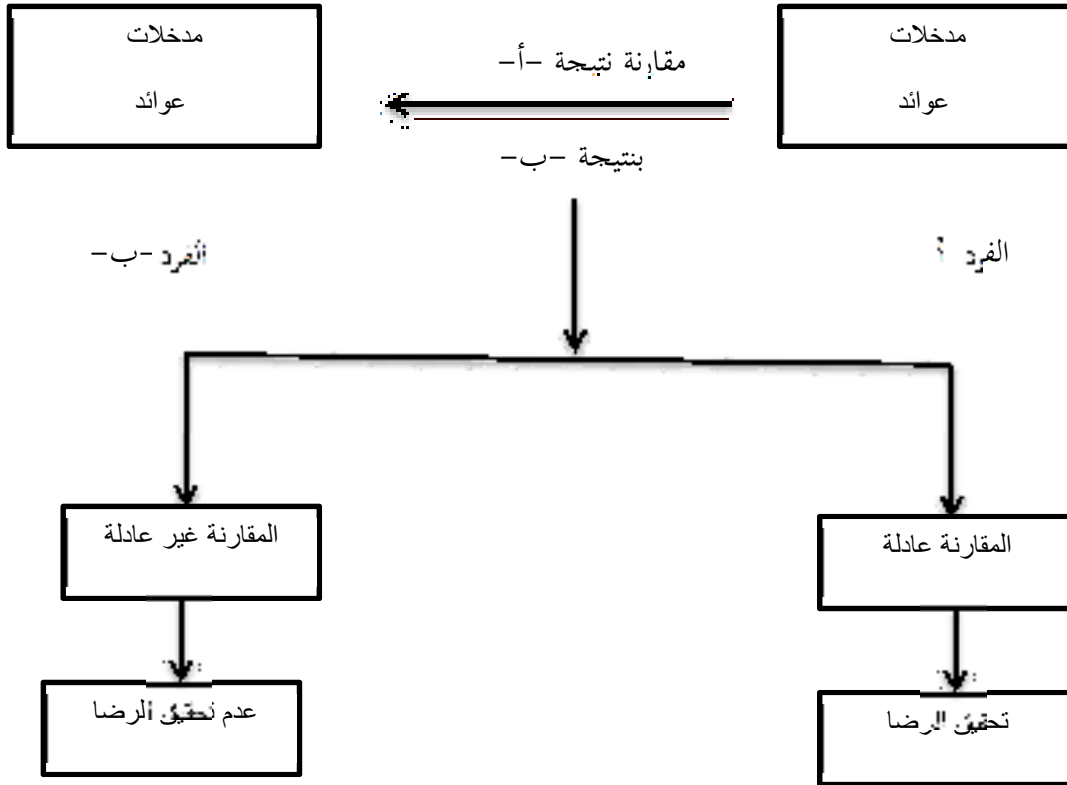 مدخلات
عوائد
مقارنة نتيجة -أ-
بنتيجة -ب-
مدخلات
عوائد
الفرد
الفرد -ب-
المقارنة عادلة
المقارنة غير عادلة
تحقيق الرضا
عدم تحقيق الرضا